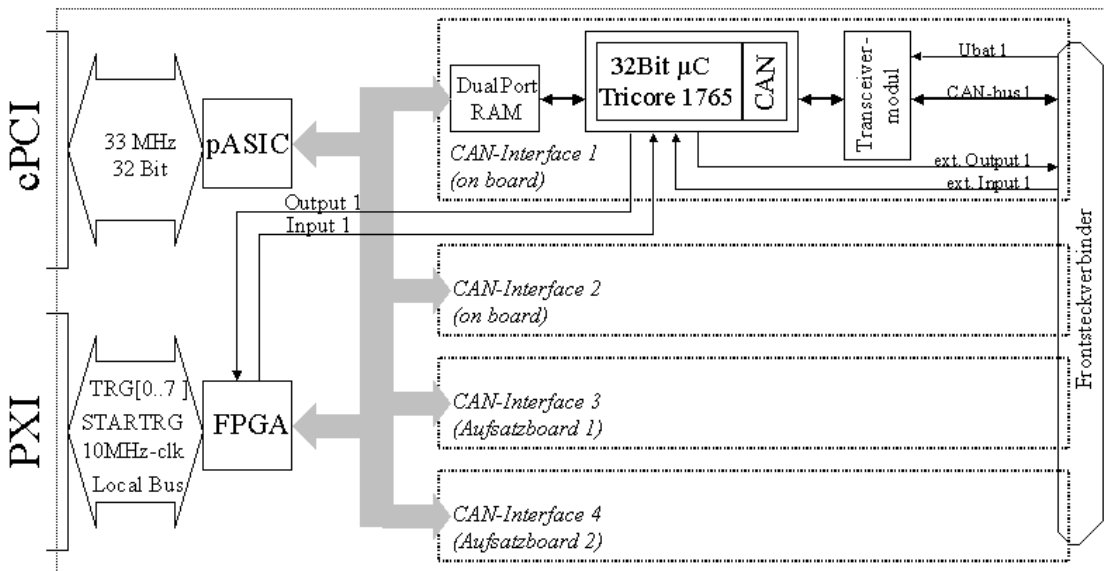 cPCI
33 MHz
32 Bit
pASIC
DualPort
RAM
32Bit µC
Tricore 1765
CAN
Transceiver-
modul
Ubat 1
CAN-bus 1
CAN-Interface 1
(on board)
ext. Output 1
ext. Input 1
Output 1
Input 1
CAN-Interface 2
(on board)
Frontsteckverbinder
PXI
TRG[0..7 ]
STARTRG
10MHz-clk
Local Bus
FPGA
CAN-Interface 3
(Aufsatzboard 1)
CAN-Interface 4
(Aufsatzboard 2)